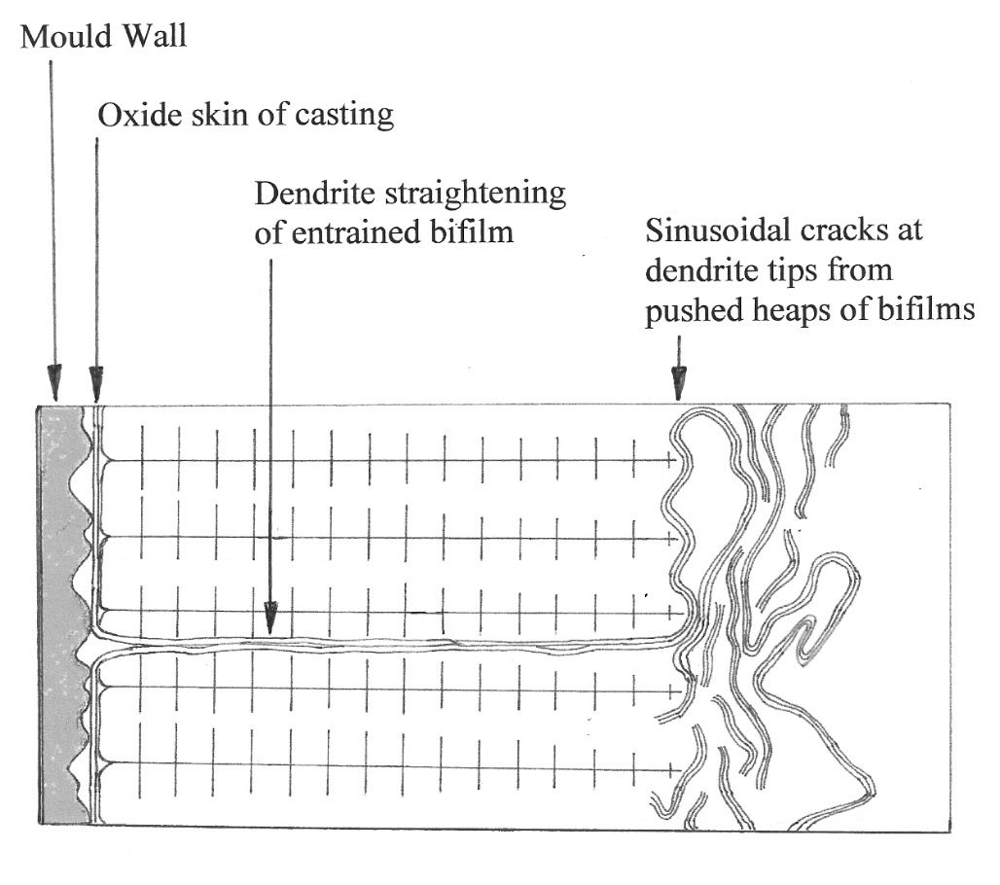 Mould Wall
Oxide skin of casting
Dendrite straightening
of entrained bifilm
Sinusoidal cracks at
dendrite tips from
pushed heaps of bifilms